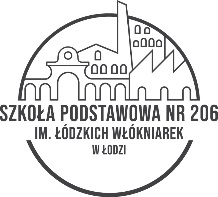 SZKOŁA PODSTAWOWA NR 206
IM. ŁÓDZKICH WŁÓKNIAREK
W ŁODZI